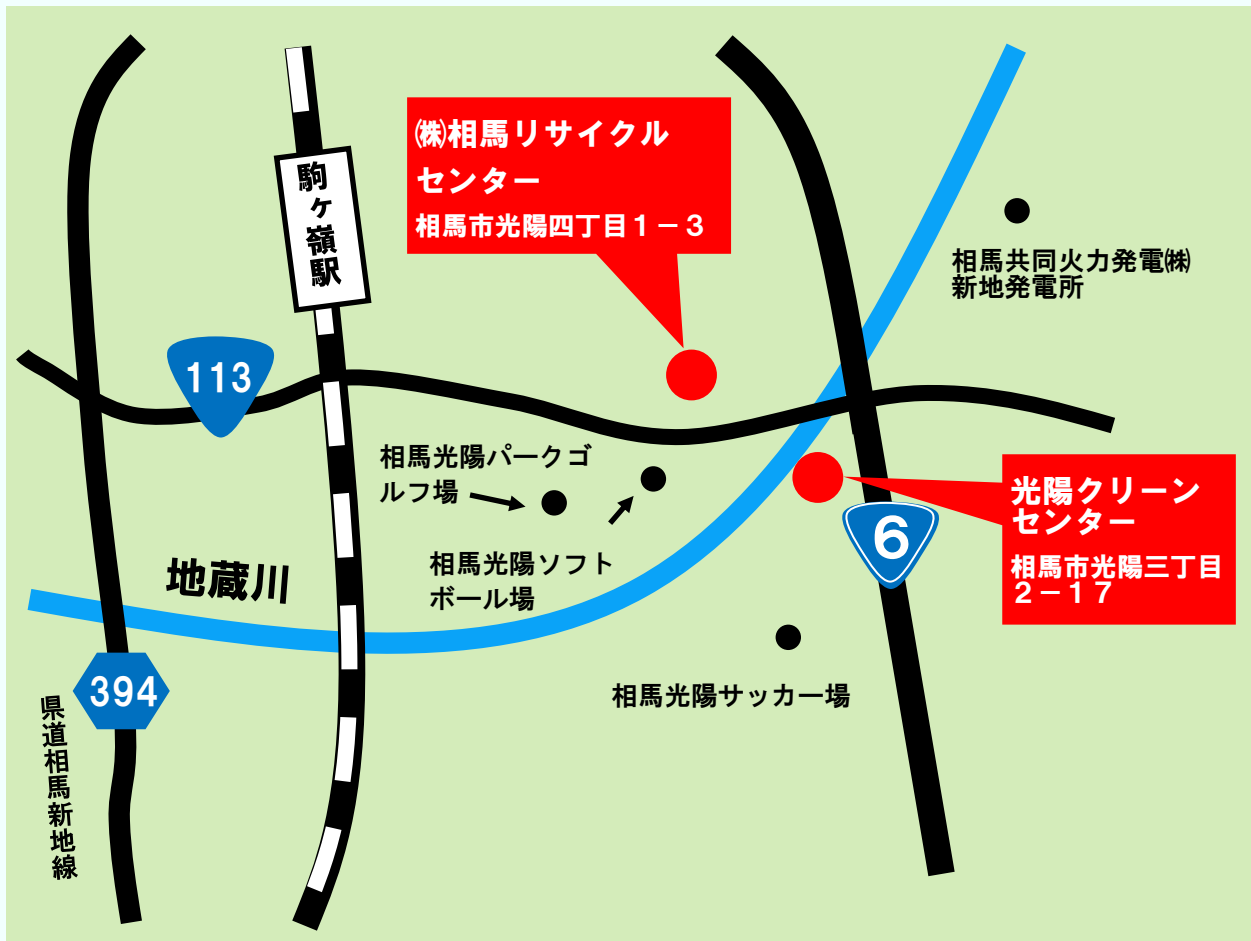 ㈱相馬リサイクル
センター
相馬市光陽四丁目１－３
駒ヶ嶺駅
相馬共同火力発電㈱
新地発電所
113
相馬光陽パークゴ
ルフ場
光陽クリーン
センター
相馬市光陽三丁目
２－１７
6
相馬光陽ソフト
ボール場
地蔵川
394
県道相馬新地線
相馬光陽サッカー場